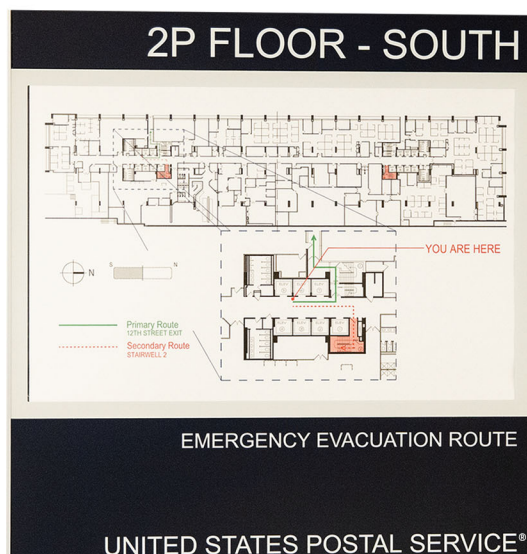 2P FLOOR - SOUTH
YOU ARE HERE
N
S
N
Primary Route
12TH STREET EXIT
Secondary Route
STAIRWELL 2
EMERGENCY EVACUATION ROUTE
UNITED STATES POSTAL SERVICE®